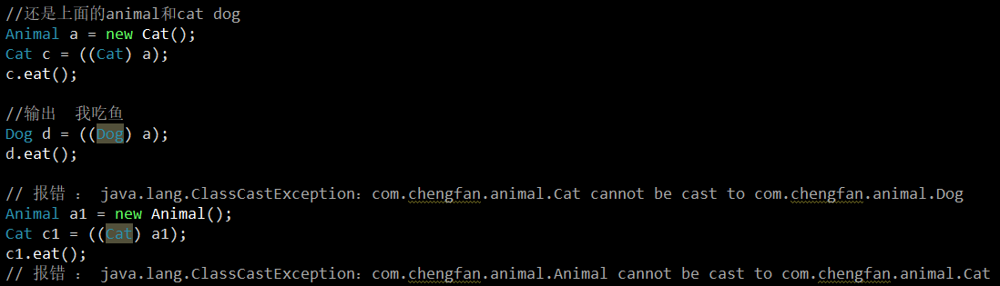 //还是上面的animal和cat dog
Animal a = new Cat();
Cat c = ((Cat) a);
c.eat();
//输出  我吃鱼
Dog d = ((Dog) a);
d.eat();
// 报错 ： java.lang.ClassCastException：com.chengfan.animal.Cat cannot be cast to com.chengfan.animal.Dog
Animal a1 = new Animal();
Cat c1 = ((Cat) a1);
c1.eat();
// 报错 ： java.lang.ClassCastException：com.chengfan.animal.Animal cannot be cast to com.chengfan.animal.Cat